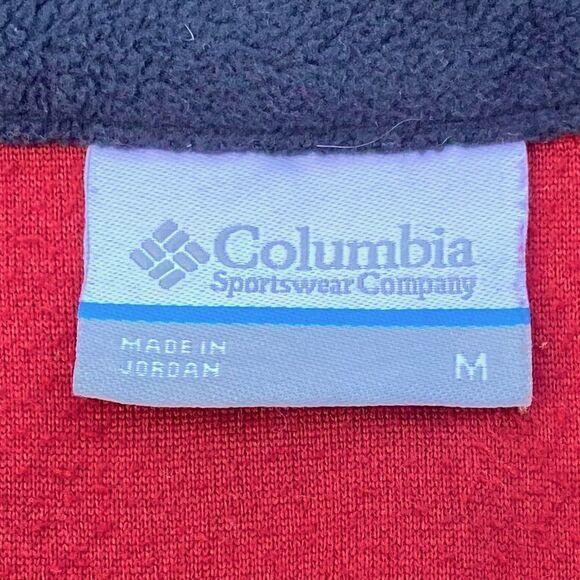 Columbia
Sportswear Company
MADE IN
JORDAN
M